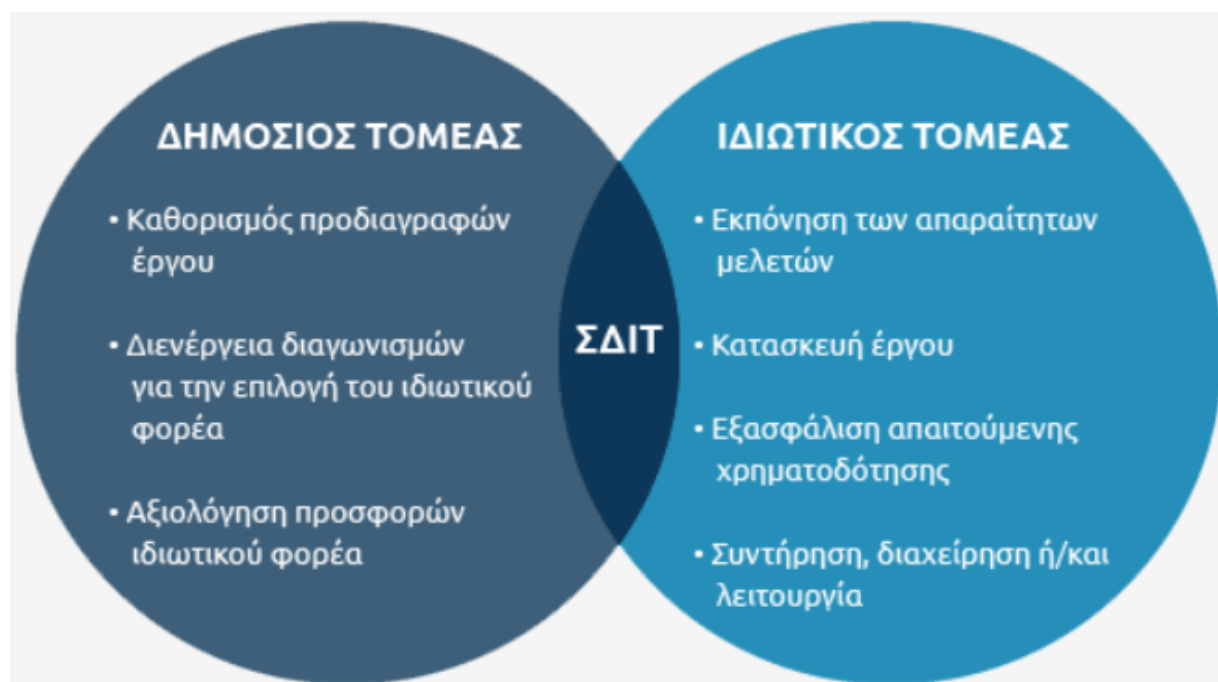 ΔΗΜΟΣΙΟΣ ΤΟΜΕΑΣ
• Καθορισμός προδιαγραφών
έργου
• Διενέργεια διαγωνισμών
για την επιλογή του ιδιωτικού
φορέα
• Αξιολόγηση προσφορών
ιδιωτικού φορέα
ΣΔΙΤ
ΙΔΙΩΤΙΚΟΣ ΤΟΜΕΑΣ
• Εκπόνηση των απαραίτητων
μελετών
• Κατασκευή έργου
• Εξασφάλιση απαιτούμενης
χρηματοδότησης
• Συντήρηση, διαχείρηση ή/και
λειτουργία